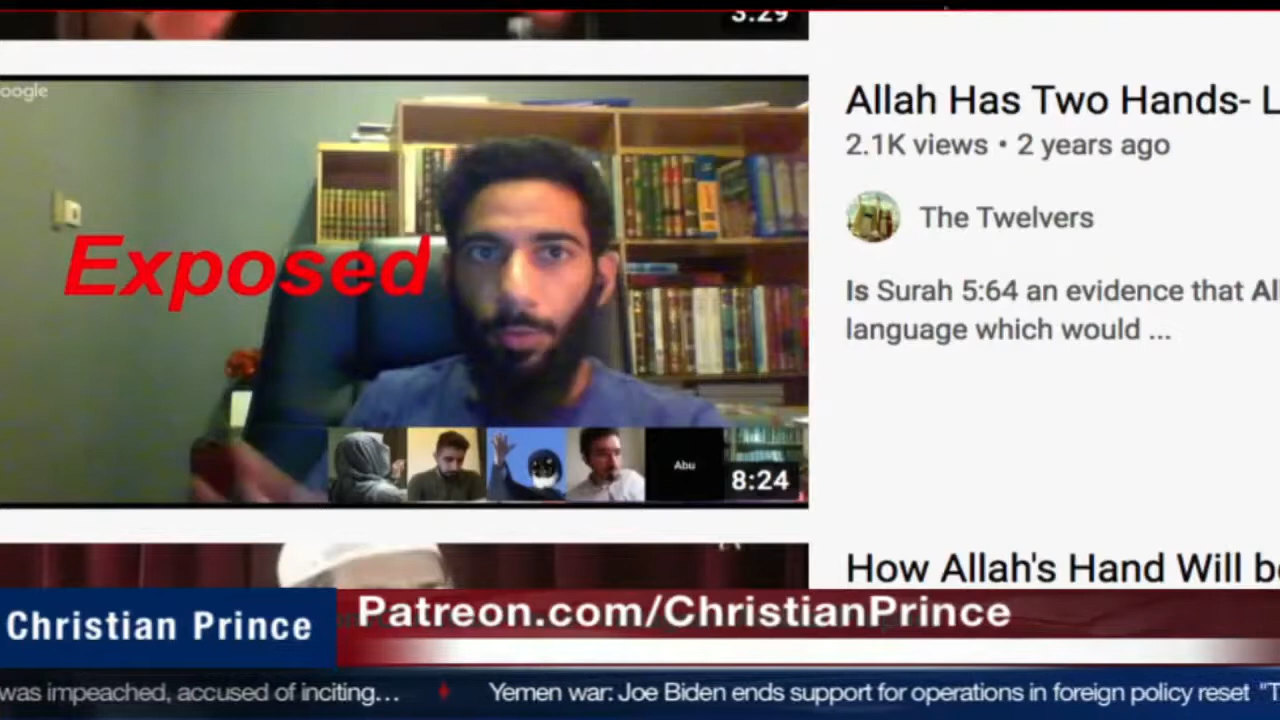 3:29
oogle
Allah Has Two Hands- L
2.1K views • 2 years ago
The Twelvers
Exposed
Is Surah 5:64 an evidence that Al
language which would ...
Abu
8:24
How Allah's Hand Will b
Patreon.com/ChristianPrince
Christian Prince
was impeached, accused of inciting... ♦ Yemen war: Joe Biden ends support for operations in foreign policy reset "T